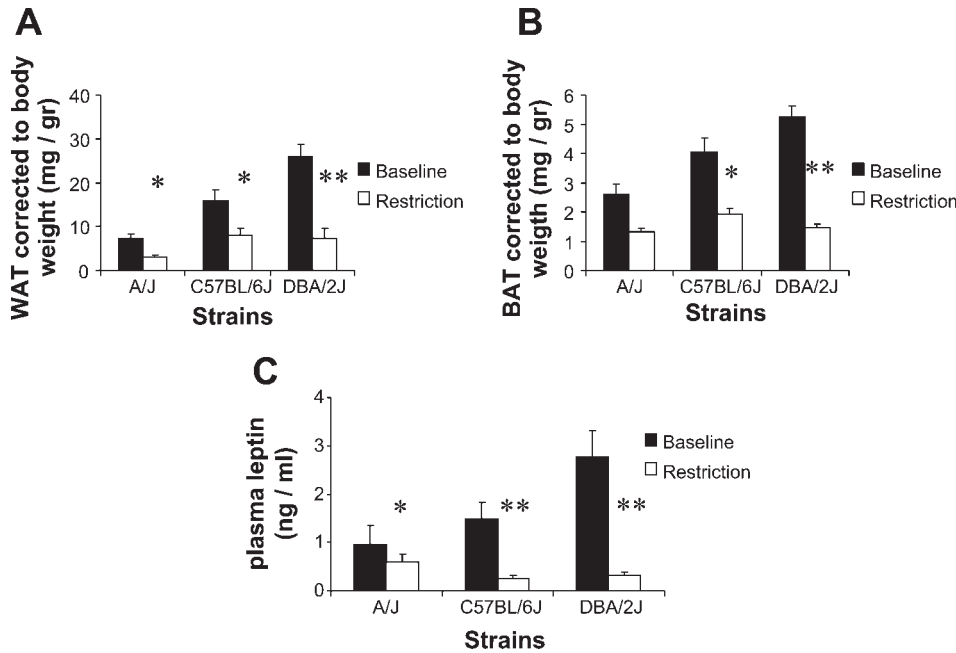 A
WAT corrected to body
weight (mg / gr)
40
30
20
10
0
*
*
**
A/J
C57BL/6J
DBA/2J
Strains
Baseline
Restriction
B
BAT corrected to body
weigth (mg / gr)
6
5
4
3
2
1
0
*
**
A/J
C57BL/6J
DBA/2J
Strains
Baseline
Restriction
C
plasma leptin
(ng / ml)
4
3
2
1
0
*
**
**
A/J
C57BL/6J
DBA/2J
Strains
Baseline
Restriction